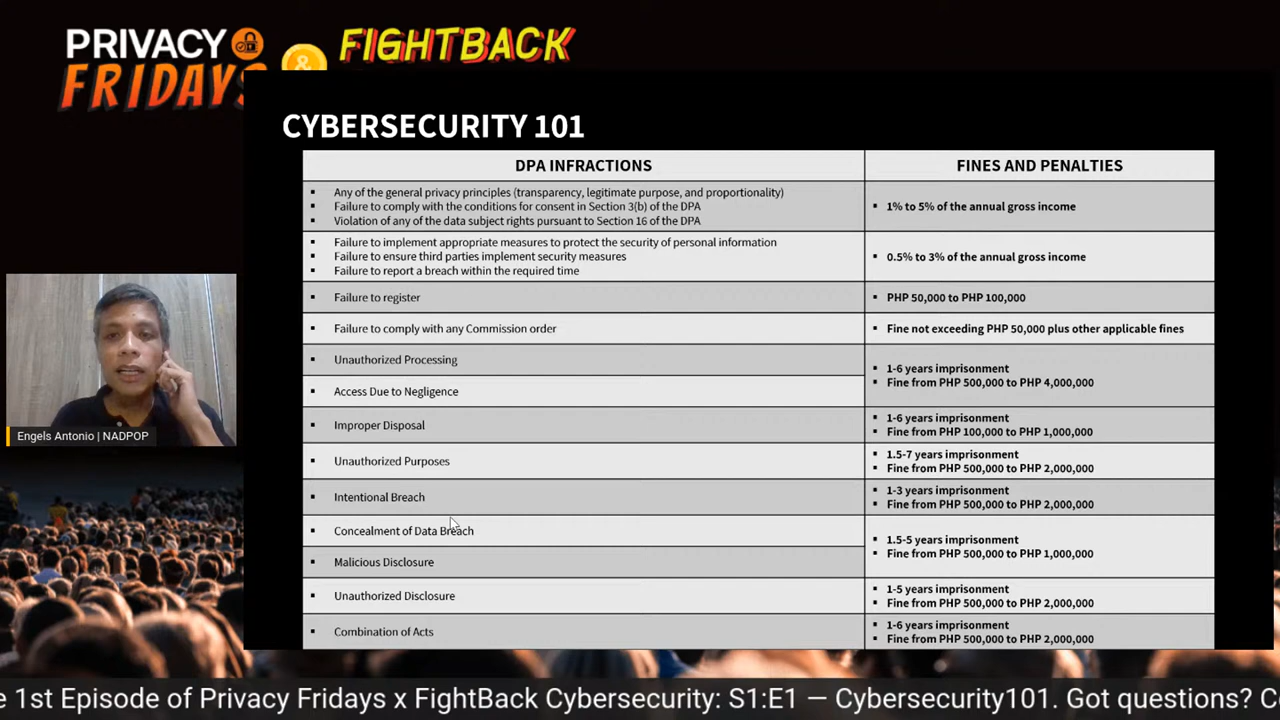 PRIVACY
FRIDAYS
&
FIGHTBACK
CYBERSECURITY 101
DPA INFRACTIONS
FINES AND PENALTIES
▪ Any of the general privacy principles (transparency, legitimate purpose, and proportionality)
▪ Failure to comply with the conditions for consent in Section 3(b) of the DPA
▪ Violation of any of the data subject rights pursuant to Section 16 of the DPA
▪ 1% to 5% of the annual gross income
▪ Failure to implement appropriate measures to protect the security of personal information
▪ Failure to ensure third parties implement security measures
▪ Failure to report a breach within the required time
▪ 0.5% to 3% of the annual gross income
▪ Failure to register
▪ PHP 50,000 to PHP 100,000
▪ Failure to comply with any Commission order
▪ Fine not exceeding PHP 50,000 plus other applicable fines
▪ Unauthorized Processing
▪ Access Due to Negligence
▪ 1-6 years imprisonment
▪ Fine from PHP 500,000 to PHP 4,000,000
▪ Improper Disposal
▪ 1-6 years imprisonment
▪ Fine from PHP 100,000 to PHP 1,000,000
▪ Unauthorized Purposes
▪ 1.5-7 years imprisonment
▪ Fine from PHP 500,000 to PHP 2,000,000
▪ Intentional Breach
▪ 1-3 years imprisonment
▪ Fine from PHP 500,000 to PHP 2,000,000
▪ Concealment of Data Breach
▪ Malicious Disclosure
▪ 1.5-5 years imprisonment
▪ Fine from PHP 500,000 to PHP 1,000,000
▪ Unauthorized Disclosure
▪ 1-5 years imprisonment
▪ Fine from PHP 500,000 to PHP 2,000,000
▪ Combination of Acts
▪ 1-6 years imprisonment
▪ Fine from PHP 500,000 to PHP 2,000,000
Engels Antonio | NADPOP
e 1st Episode of Privacy Fridays x FightBack Cybersecurity: S1:E1 — Cybersecurity101. Got questions? C